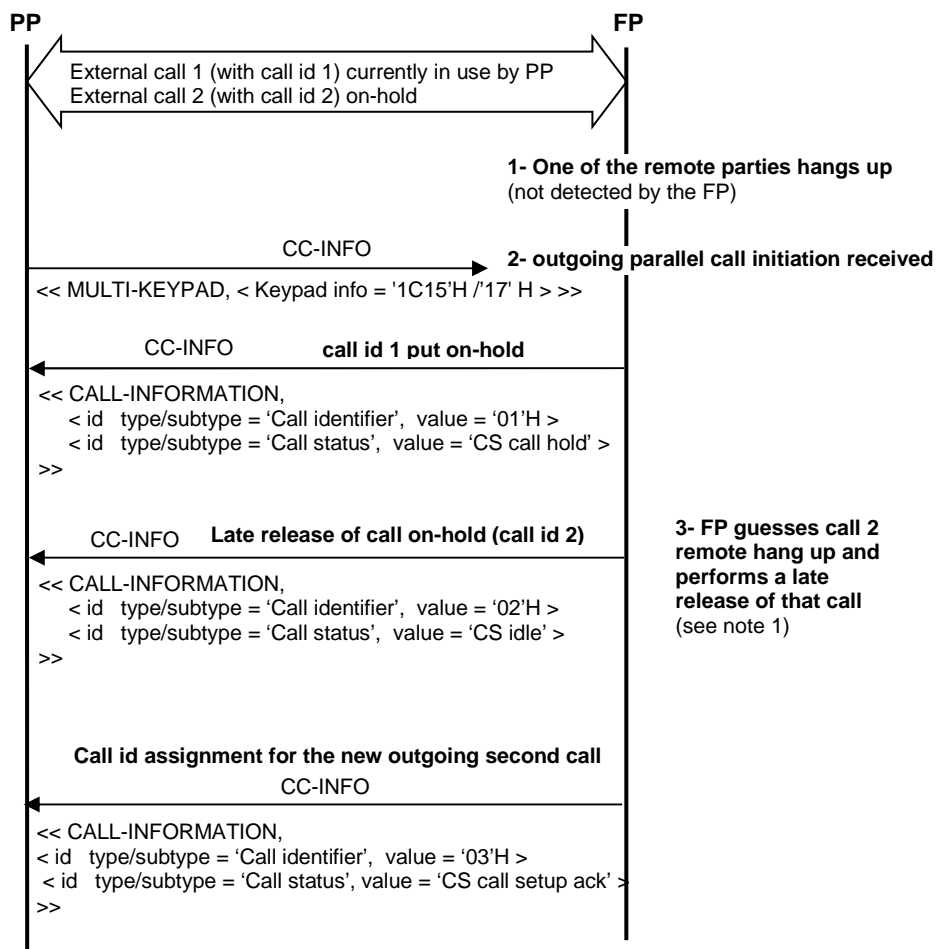 PP FP
External call 1 (with call id 1) currently in use by PP
External call 2 (with call id 2) on-hold
1- One of the remote parties hangs up
(not detected by the FP)
CC-INFO
2- outgoing parallel call initiation received
<< MULTI-KEYPAD, < Keypad info = '1C15'H /'17' H > >>
CC-INFO call id 1 put on-hold
<< CALL-INFORMATION,
< id type/subtype = ‘Call identifier’, value = ‘01’H >
< id type/subtype = ‘Call status’, value = ‘CS call hold’ >
>>
CC-INFO Late release of call on-hold (call id 2)
3- FP guesses call 2
remote hang up and
performs a late
release of that call
(see note 1)
<< CALL-INFORMATION,
< id type/subtype = ‘Call identifier’, value = ‘02’H >
< id type/subtype = ‘Call status’, value = ‘CS idle’ >
>>
Call id assignment for the new outgoing second call
CC-INFO
<< CALL-INFORMATION,
< id type/subtype = ‘Call identifier’, value = ‘03’H >
< id type/subtype = ‘Call status’, value = ‘CS call setup ack’ >
>>